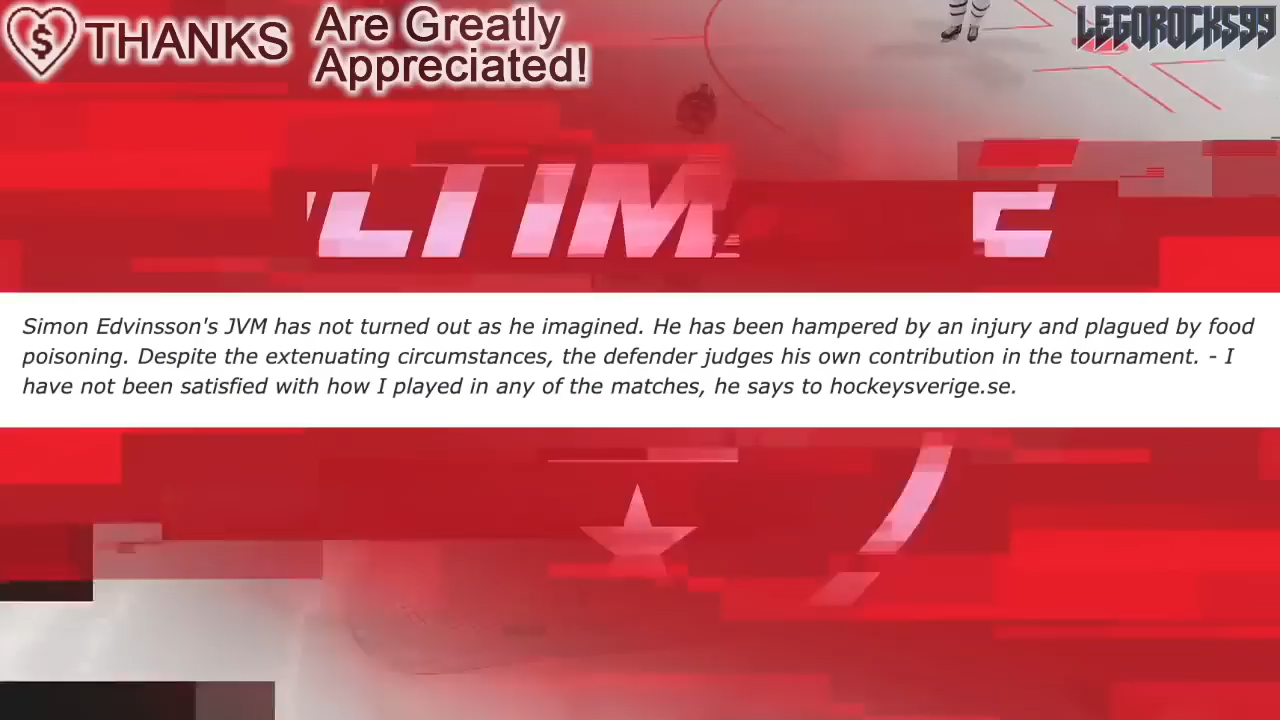 THANKS Are Greatly
Appreciated!
LEGOROCKS99
LTIM E
Simon Edvinsson's JVM has not turned out as he imagined. He has been hampered by an injury and plagued by food
poisoning. Despite the extenuating circumstances, the defender judges his own contribution in the tournament. - I
have not been satisfied with how I played in any of the matches, he says to hockeysverige.se.